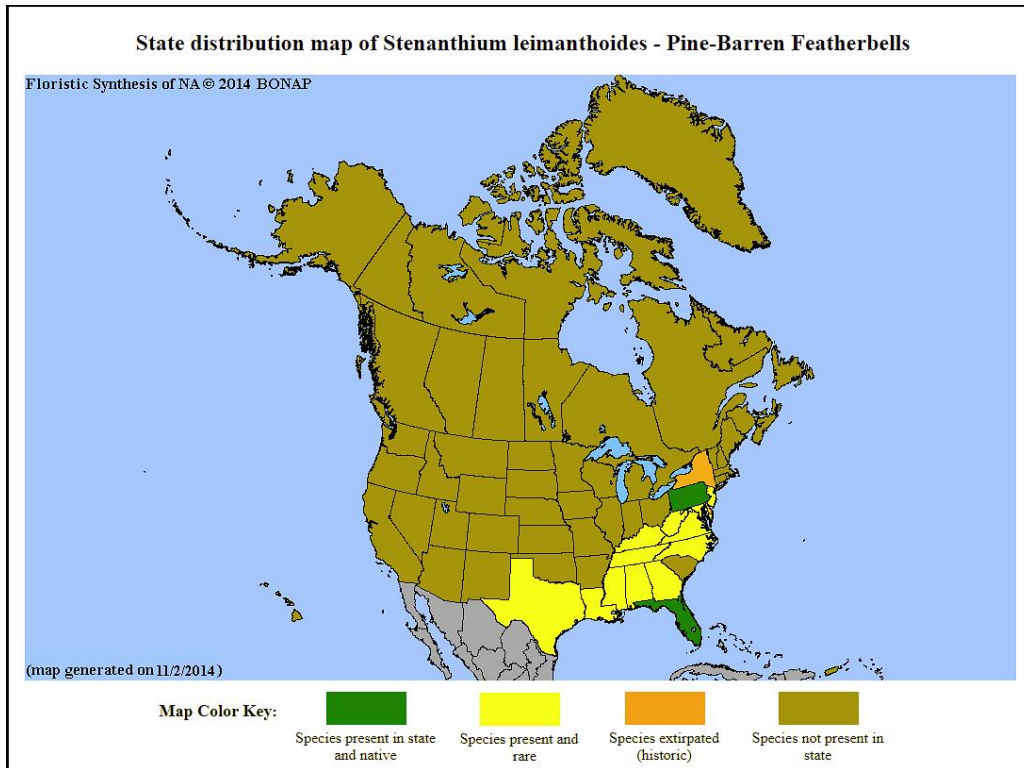 State distribution map of Stenanthium leimanthoides - Pine-Barren Featherbells
Floristic Synthesis of NA © 2014 BONAP
(map generated on 11/2/2014)
Map Color Key:
Species present in state
and native
Species present and
rare
Species extirpated
(historic)
Species not present in
state